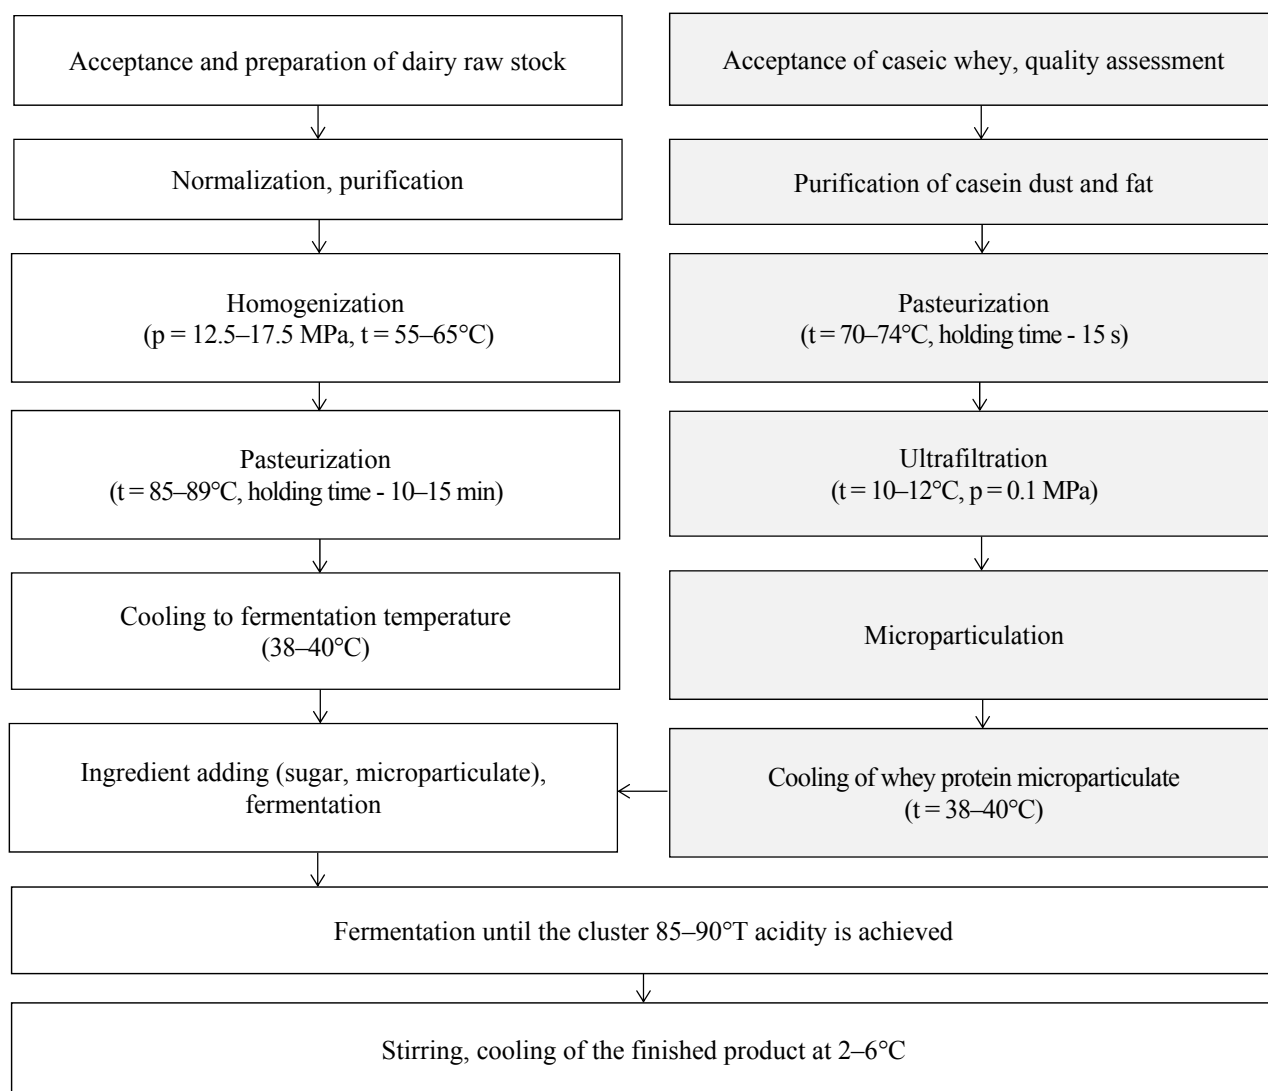 Acceptance and preparation of dairy raw stock
Normalization, purification
Homogenization
(p = 12.5–17.5 MPa, t = 55–65°C)
Pasteurization
(t = 85–89°C, holding time - 10–15 min)
Cooling to fermentation temperature
(38–40°C)
Ingredient adding (sugar, microparticulate),
fermentation
Acceptance of caseic whey, quality assessment
Purification of casein dust and fat
Pasteurization
(t = 70–74°C, holding time - 15 s)
Ultrafiltration
(t = 10–12°C, p = 0.1 MPa)
Microparticulation
Cooling of whey protein microparticulate
(t = 38–40°C)
Fermentation until the cluster 85–90°T acidity is achieved
Stirring, cooling of the finished product at 2–6°C